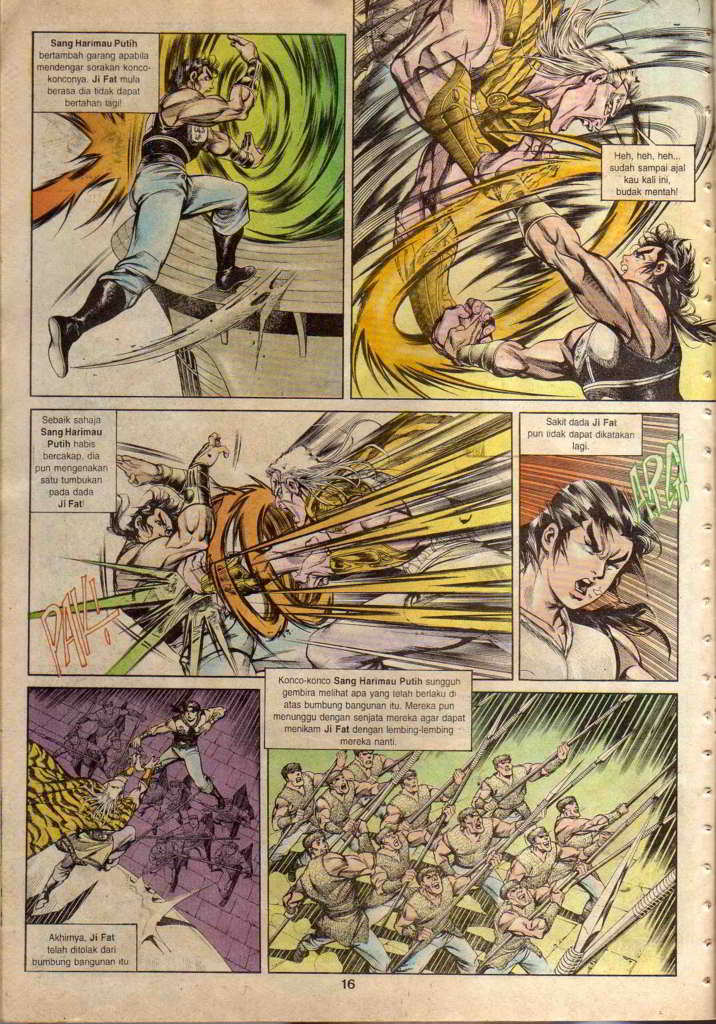 Sang Harimau Putih
bertambah garang apabila
mendengar sorakan konco-
konconya. Ji Fat mula
berasa dia tidak dapat
bertahan lagi!
Heh, heh, heh...
sudah sampai ajal
kau kali ini,
budak mentah!
Sebaik sahaja
Sang Harimau
Putih habis
bercakap, dia
pun mengenakan
satu tumbukan
pada dada
Ji Fat!
PAW!
Sakit dada Ji Fat
pun tidak dapat dikatakan
lagi.
ARG!
Akhirnya, Ji Fat
telah ditolak dari
bumbung bangunan itu
Konco-konco Sang Harimau Putih sungguh
gembira melihat apa yang telah berlaku di
atas bumbung bangunan itu. Mereka pun
menunggu dengan senjata mereka agar dapat
menikam Ji Fat dengan lembing-lembing
mereka nanti.
16